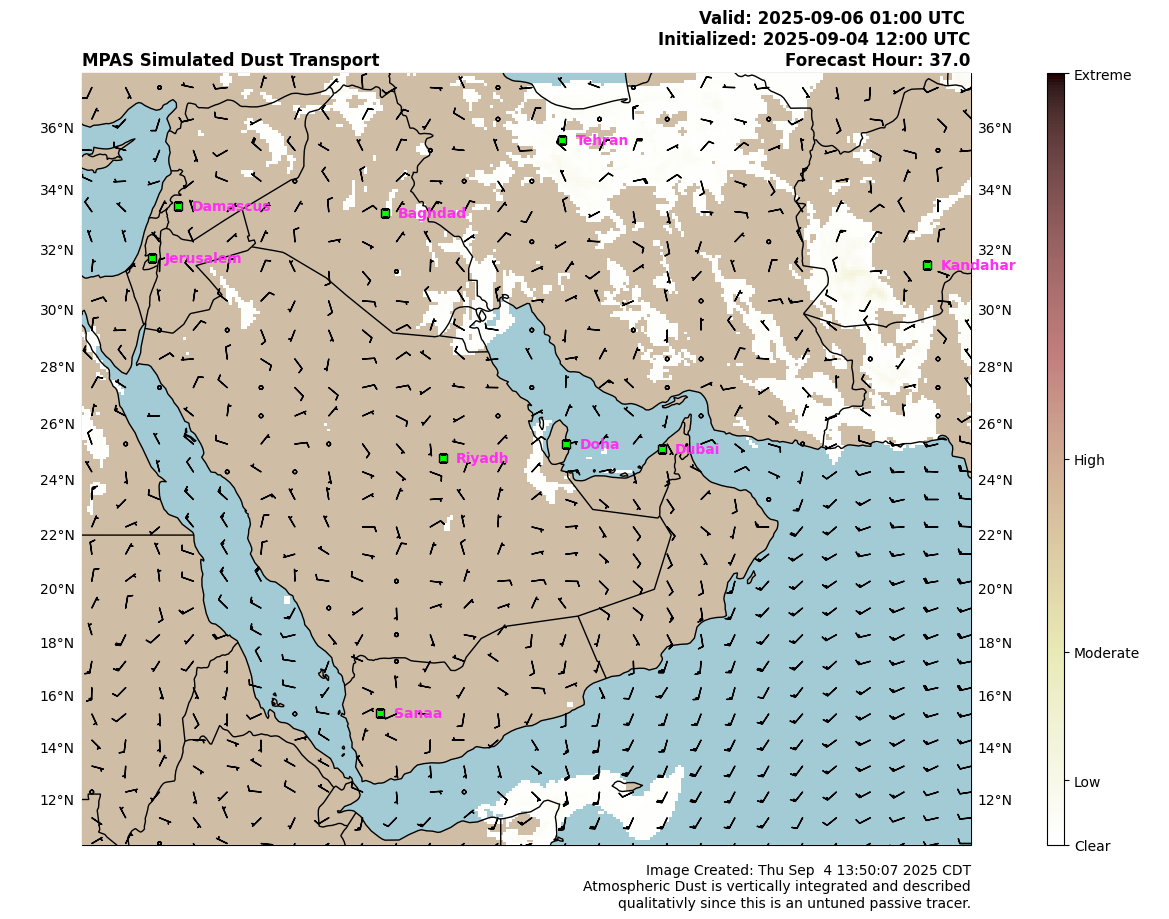 Valid: 2025-09-06 01:00 UTC
Initialized: 2025-09-04 12:00 UTC
MPAS Simulated Dust Transport
Forecast Hour: 37.0
Extreme
36°N
36°N
Tehran
34°N
34°N
Damascus
Baghdad
32°N
32°N
Jerusalem
Kandahar
30°N
30°N
28°N
28°N
26°N
26°N
Doha
Dubai
Riyadh
High
24°N
24°N
22°N
22°N
20°N
20°N
18°N
18°N
Moderate
16°N
16°N
Sanaa
14°N
14°N
Low
12°N
12°N
Clear
Image Created: Thu Sep  4 13:50:07 2025 CDT
Atmospheric Dust is vertically integrated and described
qualitativly since this is an untuned passive tracer.